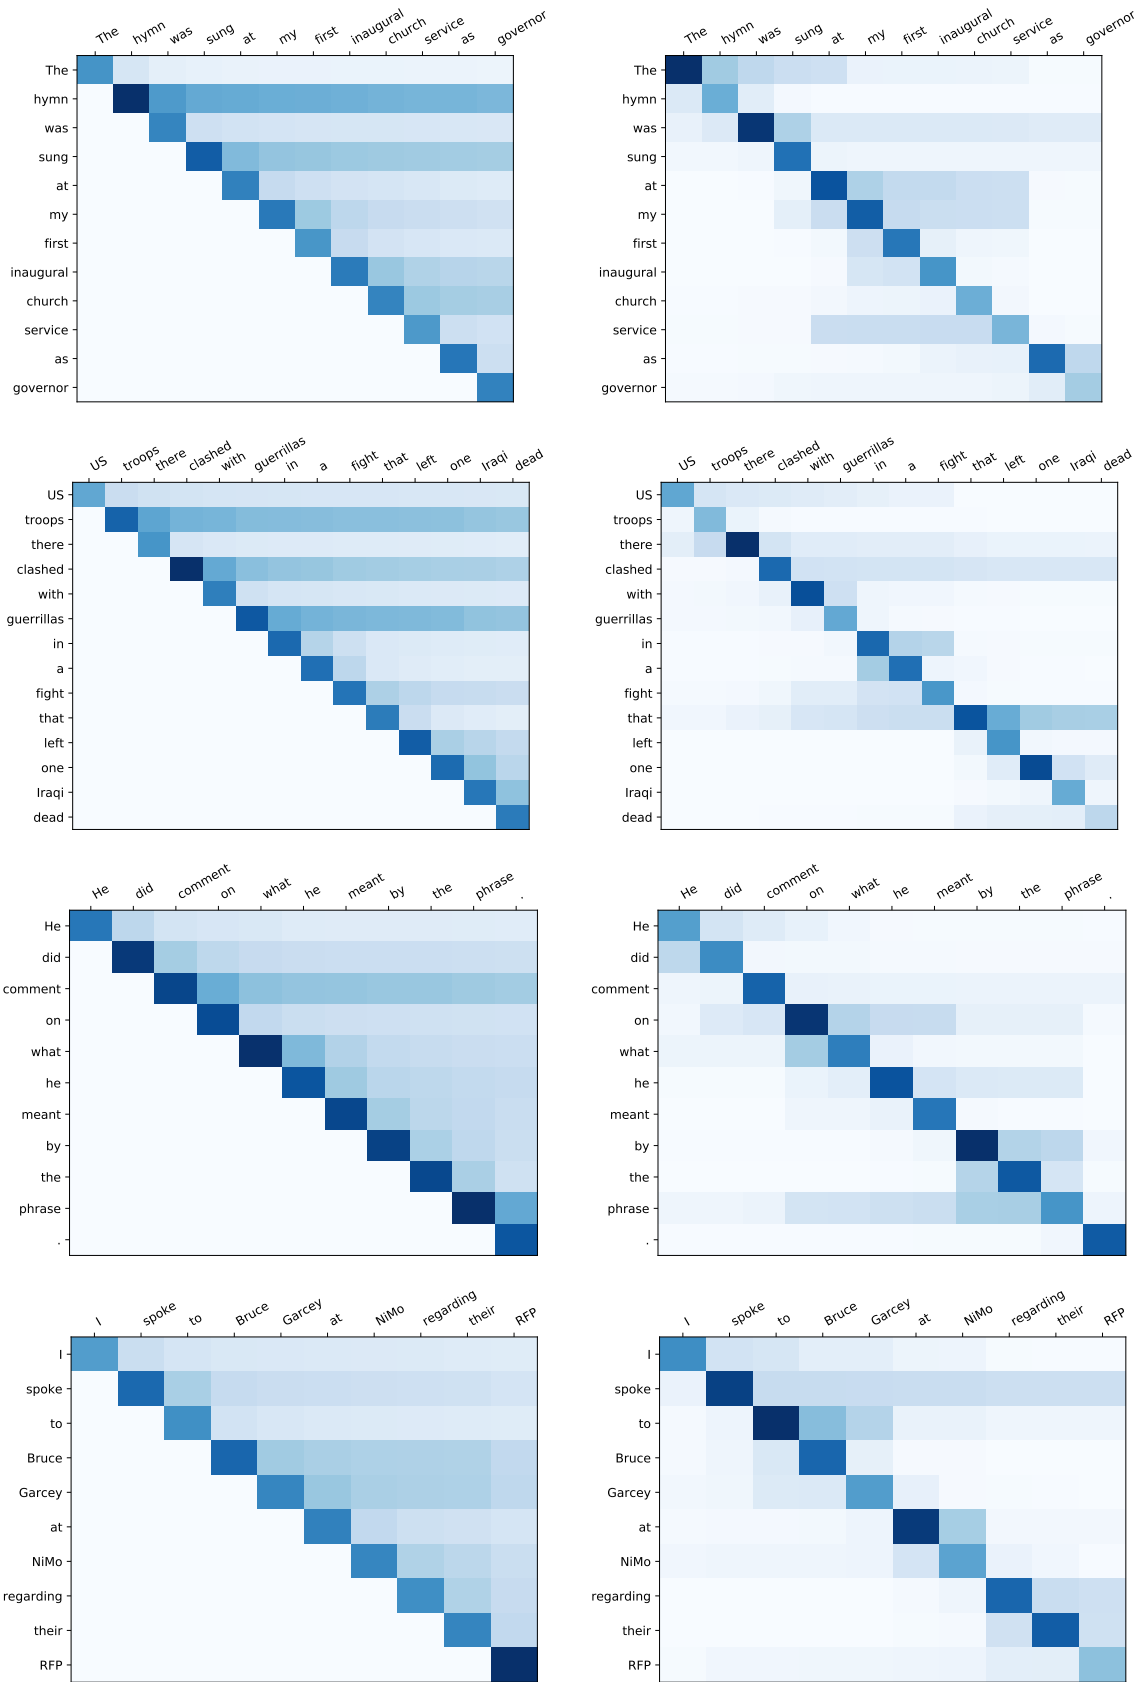 The hymn was sung at my first inaugural church service as governor
The hymn was sung at my first inaugural church service as governor
The
The
hymn
hymn
was
was
sung
sung
at
at
my
my
first
first
inaugural
inaugural
church
church
service
service
as
as
governor
governor
US troops there clashed with guerrillas in a fight that left one Iraqi dead
US troops there clashed with guerrillas in a fight that left one Iraqi dead
US
US
troops
troops
there
there
clashed
clashed
with
with
guerrillas
guerrillas
in
in
a
a
fight
fight
that
that
left
left
one
one
Iraqi
Iraqi
dead
dead
He did comment on what he meant by the phrase .
He did comment on what he meant by the phrase .
He
He
did
did
comment
comment
on
on
what
what
he
he
meant
meant
by
by
the
the
phrase
phrase
.
.
I spoke to Bruce Garcey at NiMo regarding their RFP
I spoke to Bruce Garcey at NiMo regarding their RFP
I
I
spoke
spoke
to
to
Bruce
Bruce
Garcey
Garcey
at
at
NiMo
NiMo
regarding
regarding
their
their
RFP
RFP